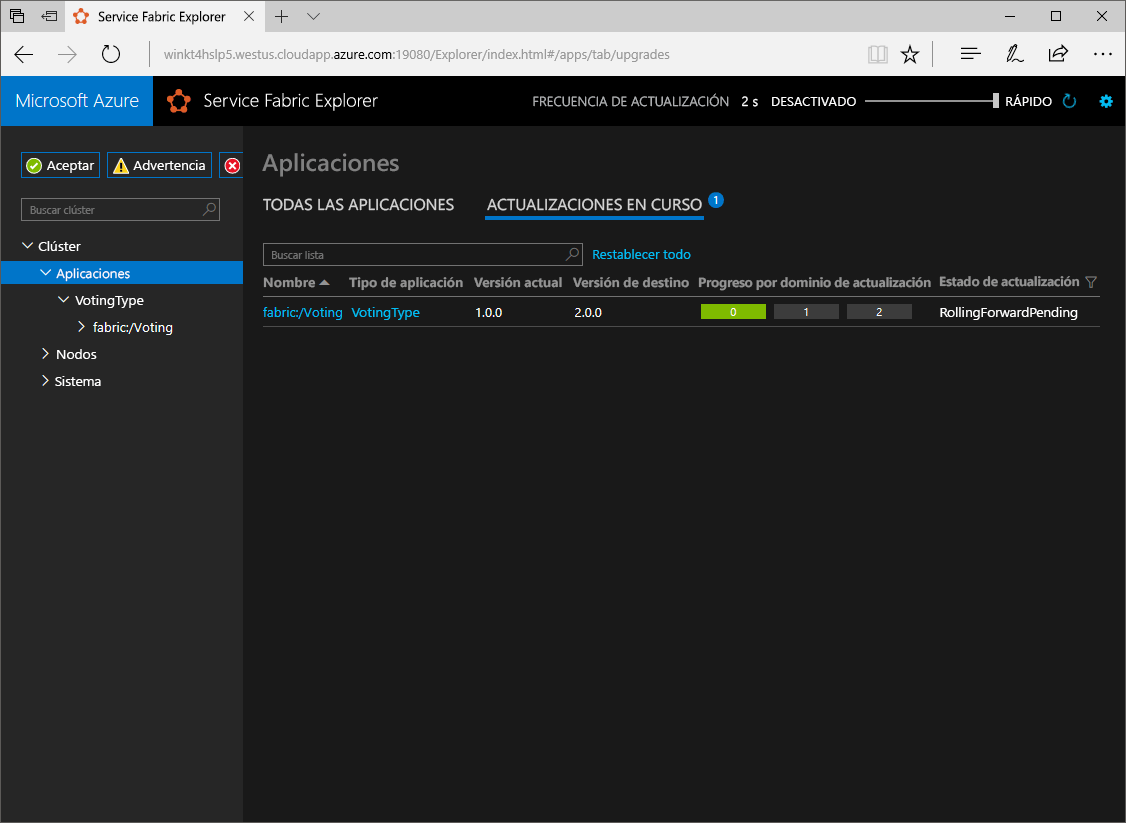 Service Fabric Explorer
winkt4hslp5.westus.cloudapp.azure.com:19080/Explorer/index.html#/apps/tab/upgrades
Microsoft Azure
Service Fabric Explorer
FRECUENCIA DE ACTUALIZACIÓN 2 s DESACTIVADO RÁPIDO
Aceptar
Advertencia
Buscar clúster
Clúster
Aplicaciones
VotingType
fabric:/Voting
Nodos
Sistema
Aplicaciones
TODAS LAS APLICACIONES ACTUALIZACIONES EN CURSO 1
Buscar lista Restablecer todo
Nombre Tipo de aplicación Versión actual Versión de destino Progreso por dominio de actualización Estado de actualización
fabric:/Voting VotingType 1.0.0 2.0.0 0 1 2 RollingForwardPending